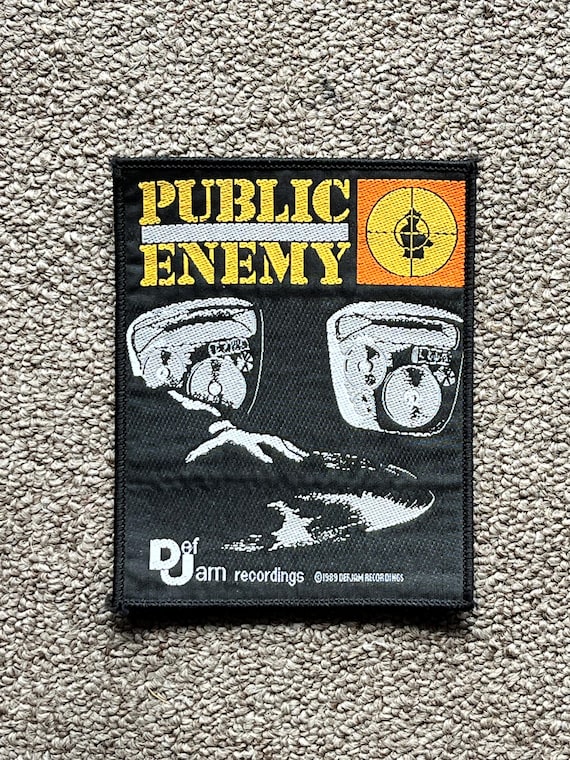 PUBLIC
ENEMY
Def Jam recordings ©1989 DEFJAM RECORDINGS